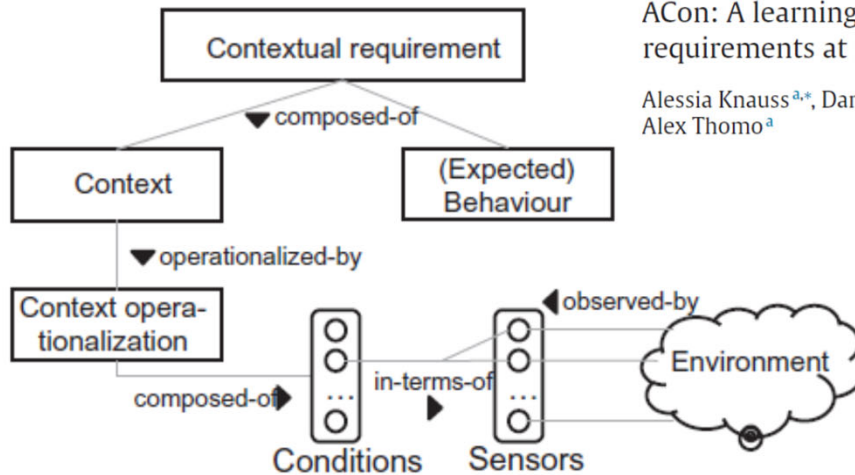 ACon: A learning
requirements at
Alessia Knauss a,*, Dan
Alex Thomo a
Contextual requirement
composed-of
Context
(Expected)
Behaviour
operationalized-by
Context opera-
tionalization
observed-by
Environment
composed-of
in-terms-of
...
...
Conditions
Sensors